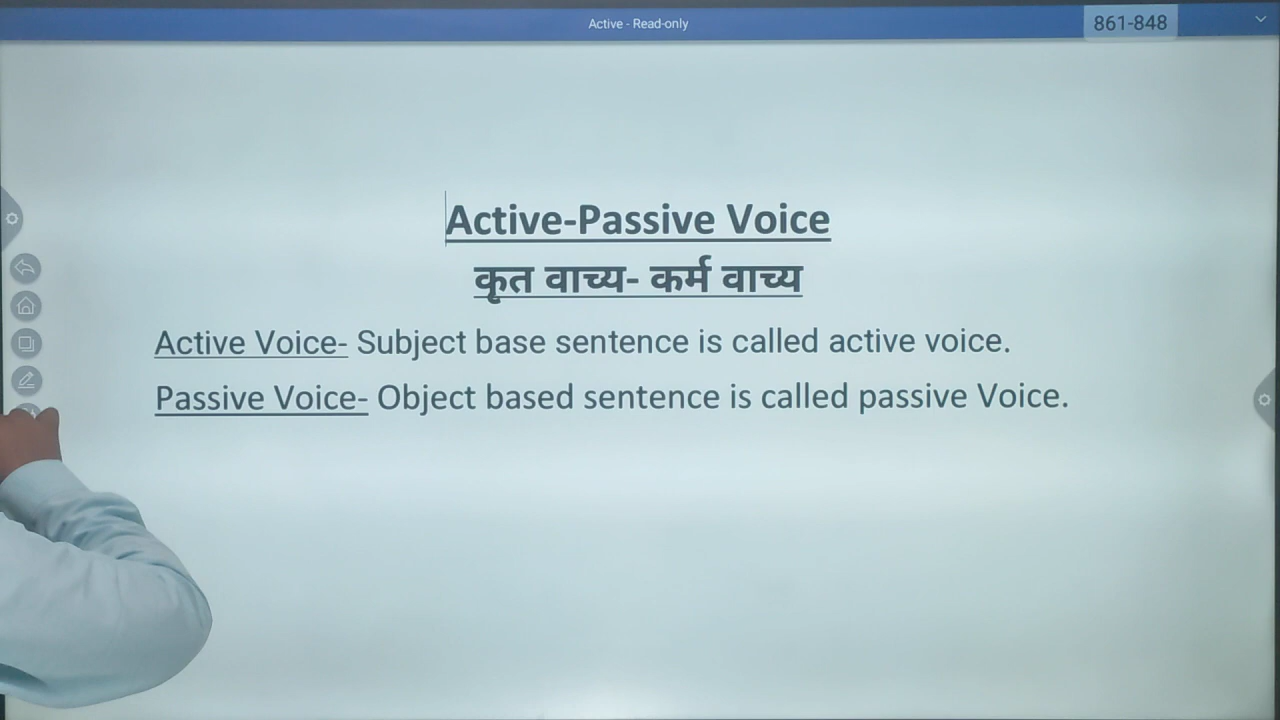 Active - Read-only
861-848
Active-Passive Voice
कृत वाच्य- कर्म वाच्य
Active Voice- Subject base sentence is called active voice.
Passive Voice- Object based sentence is called passive Voice.